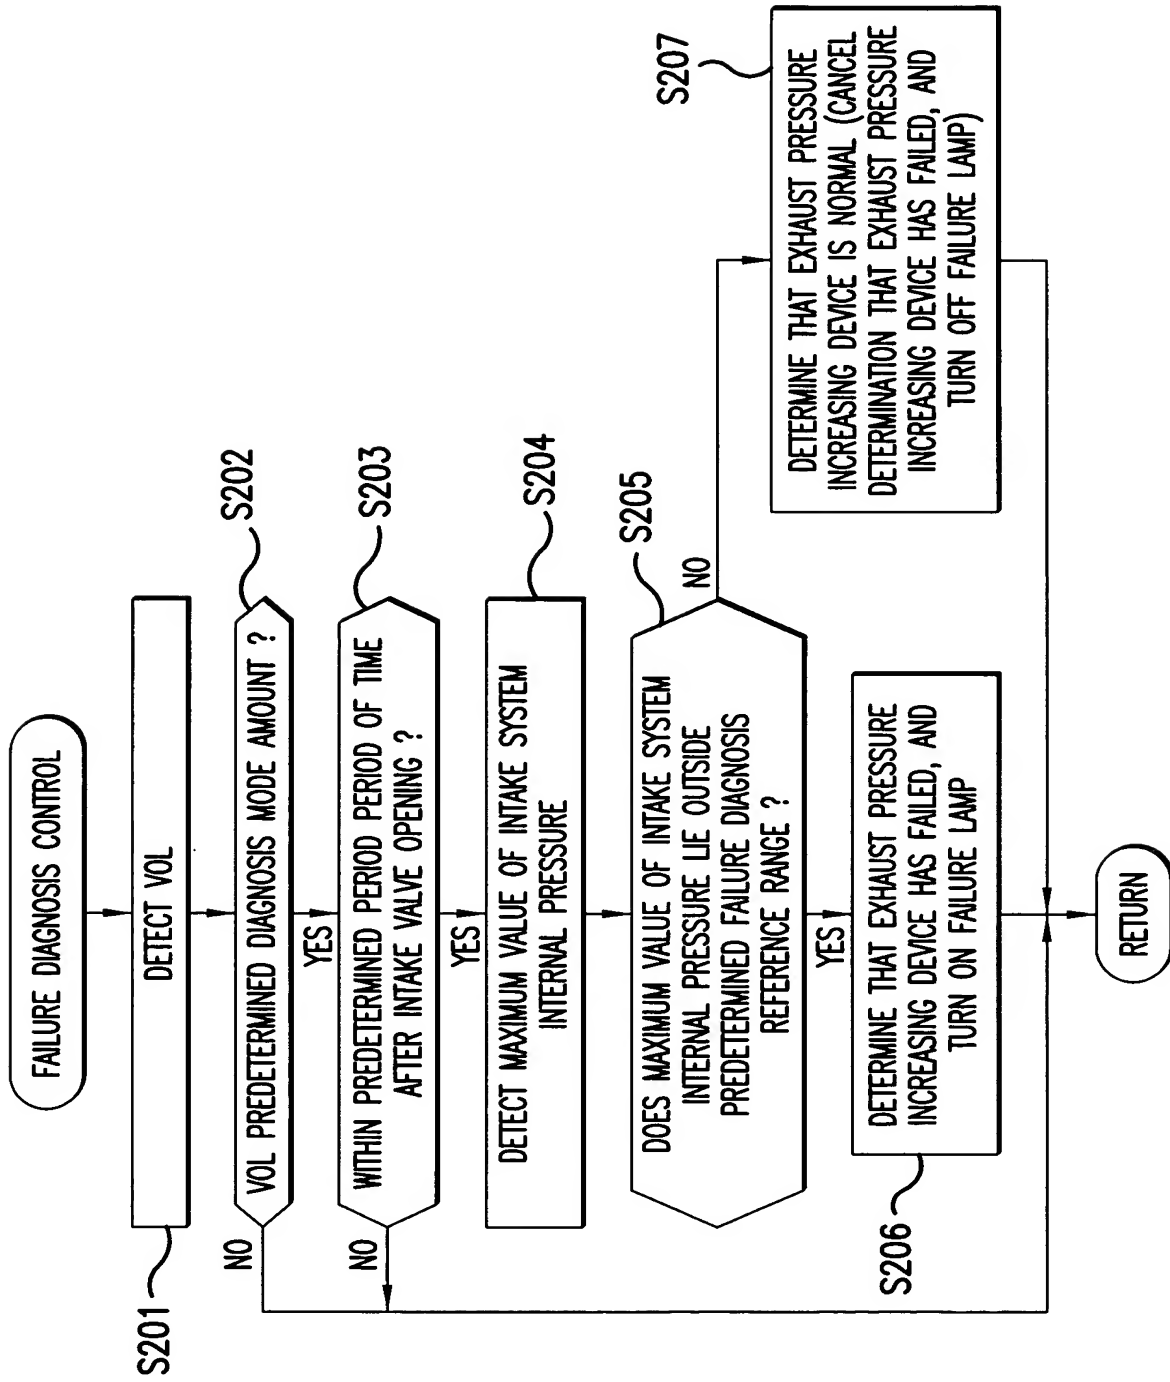 FAILURE DIAGNOSIS CONTROL
S201
DETECT VOL
S202
VOL PREDETERMINED DIAGNOSIS MODE AMOUNT ?
NO
YES
S203
WITHIN PREDETERMINED PERIOD PERIOD OF TIME
AFTER INTAKE VALVE OPENING ?
NO
YES
S204
DETECT MAXIMUM VALUE OF INTAKE SYSTEM
INTERNAL PRESSURE
S205
DOES MAXIMUM VALUE OF INTAKE SYSTEM
INTERNAL PRESSURE LIE OUTSIDE
PREDETERMINED FAILURE DIAGNOSIS
REFERENCE RANGE ?
NO
YES
S206
DETERMINE THAT EXHAUST PRESSURE
INCREASING DEVICE HAS FAILED, AND
TURN ON FAILURE LAMP
S207
DETERMINE THAT EXHAUST PRESSURE
INCREASING DEVICE IS NORMAL (CANCEL
DETERMINATION THAT EXHAUST PRESSURE
INCREASING DEVICE HAS FAILED, AND
TURN OFF FAILURE LAMP)
RETURN